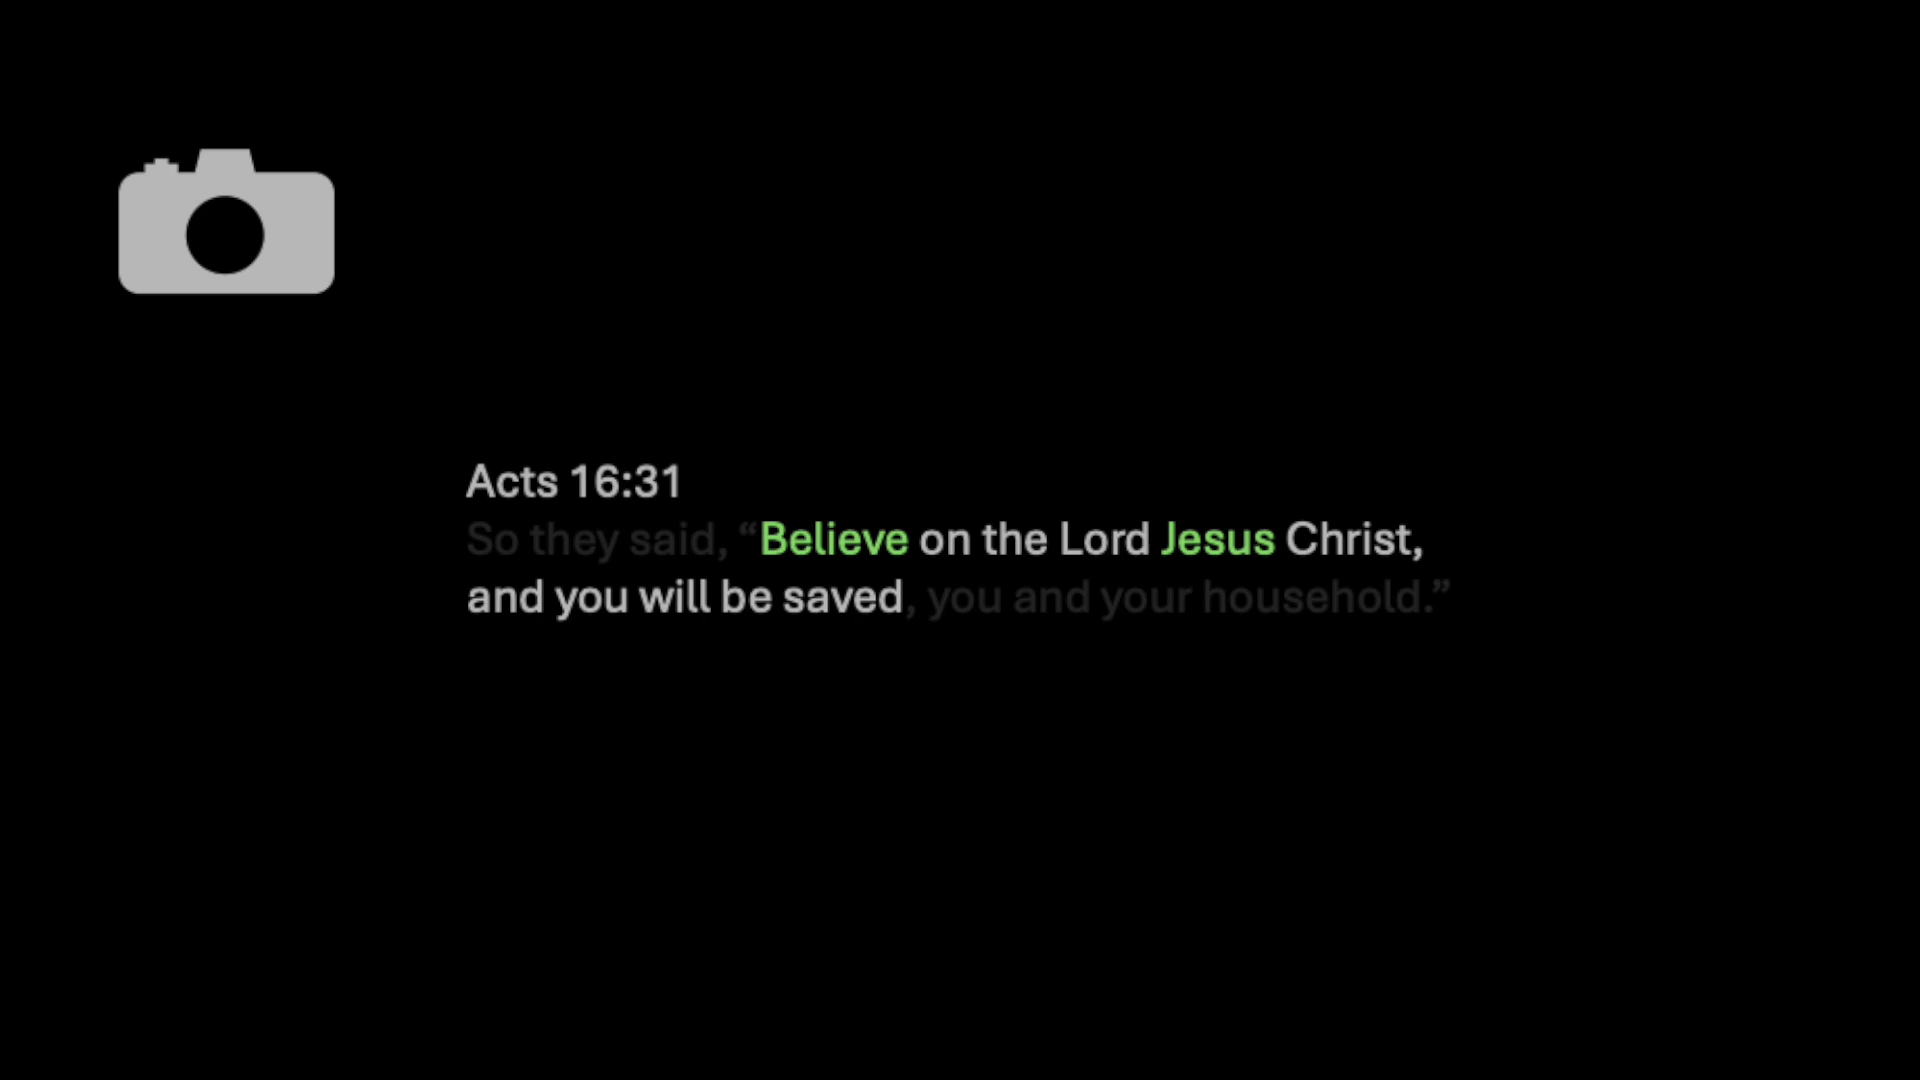 Acts 16:31
So they said, “Believe on the Lord Jesus Christ,
and you will be saved, you and your household.”